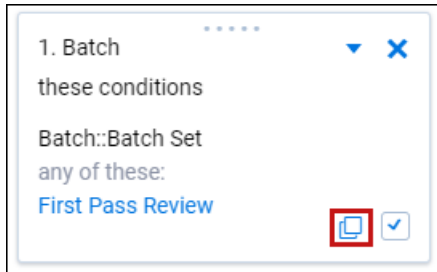 1. Batch
these conditions
Batch::Batch Set
any of these:
First Pass Review